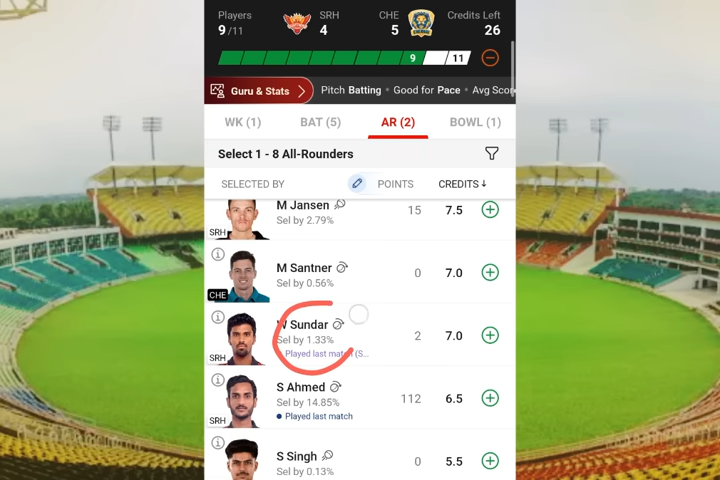 Players SRH CHE Credits Left
9/11 4 5 26
9 11
Guru & Stats Pitch Batting • Good for Pace • Avg Scor
WK (1) BAT (5) AR (2) BOWL (1)
Select 1 - 8 All-Rounders
SELECTED BY POINTS CREDITS↓
M Jansen 15 7.5
Sel by 2.79%
SRH
M Santner 0 7.0
Sel by 0.56%
CHE
W Sundar 2 7.0
Sel by 1.33%
Played last match (S...
SRH
S Ahmed 112 6.5
Sel by 14.85%
Played last match
SRH
S Singh 0 5.5
Sel by 0.13%